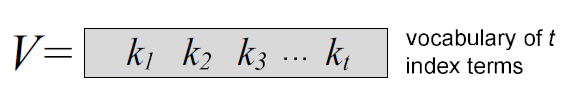 V = k₁ k₂ k₃ ... kₜ
vocabulary of t
index terms